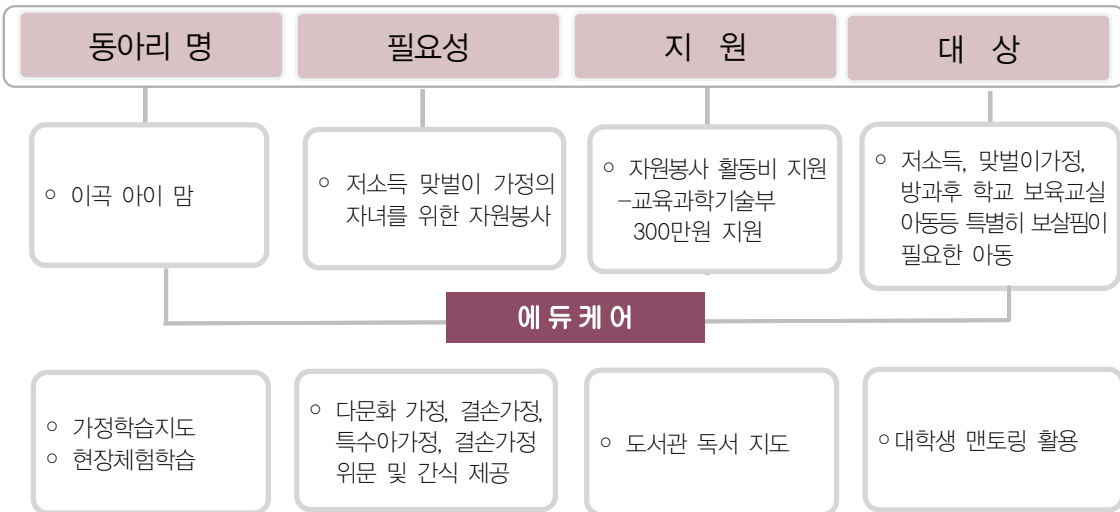 동아리 명
필요성
지 원
대 상
◦ 이곡 아이 맘
◦ 저소득 맞벌이 가정의
자녀를 위한 자원봉사
◦ 자원봉사 활동비 지원
-교육과학기술부
300만원 지원
◦ 저소득, 맞벌이가정,
방과후 학교 보육교실
아동등 특별히 보살핌이
필요한 아동
에듀케어
◦ 가정학습지도
◦ 현장체험학습
◦ 다문화 가정, 결손가정,
특수아가정, 결손가정
위문 및 간식 제공
◦ 도서관 독서 지도
◦대학생 맨토링 활용